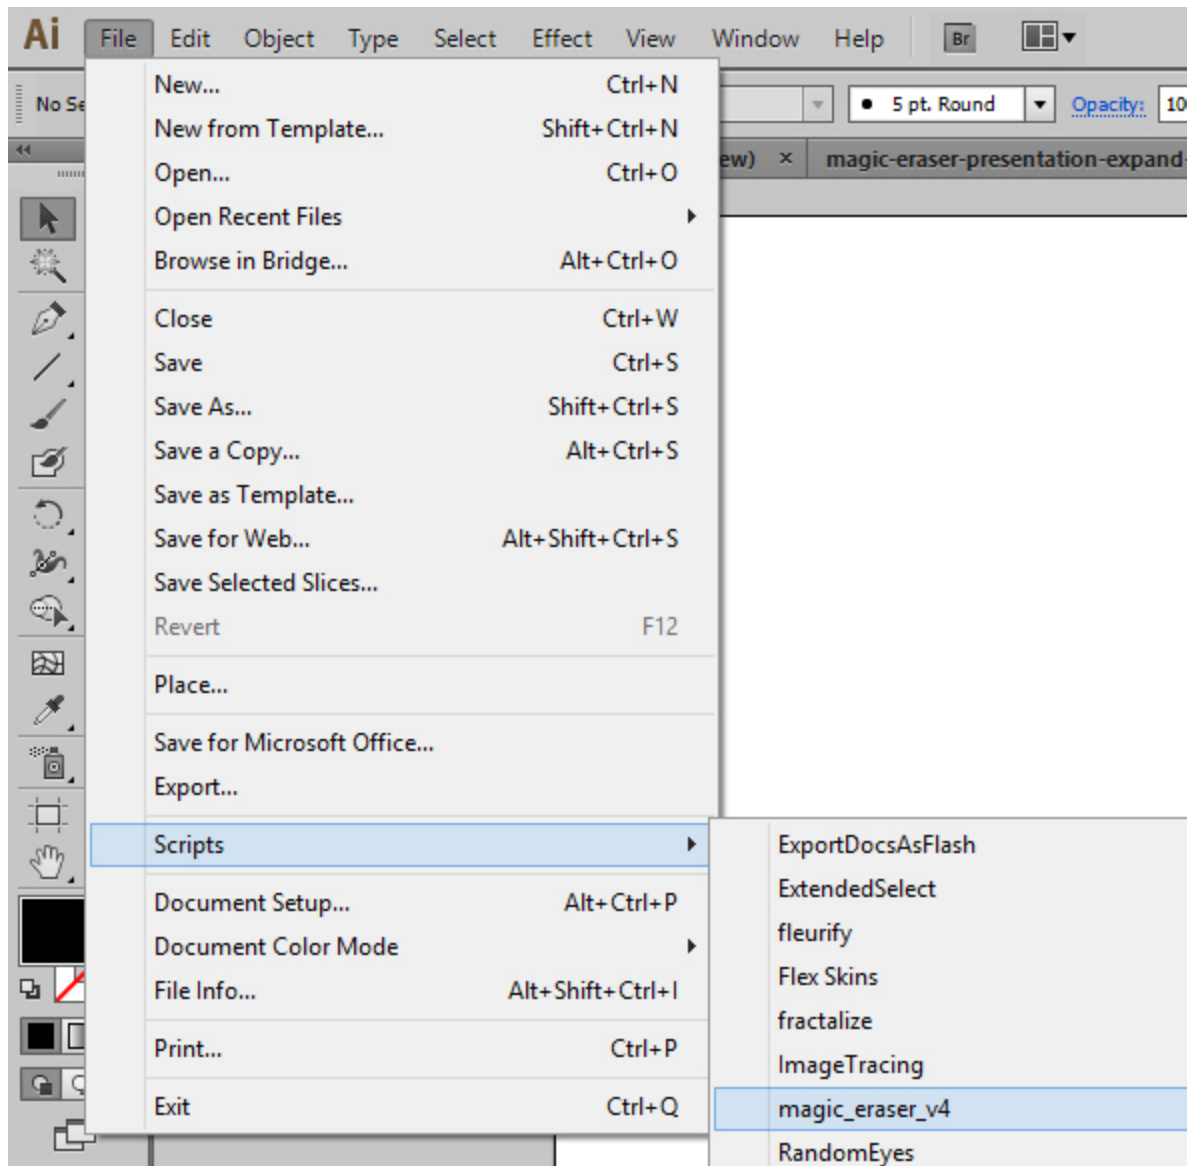 Ai File Edit Object Type Select Effect View Window Help Br
No Se 5 pt. Round Opacity: 10
ew) × magic-eraser-presentation-expand-
New... Ctrl+N
New from Template... Shift+Ctrl+N
Open... Ctrl+O
Open Recent Files
Browse in Bridge... Alt+Ctrl+O
Close Ctrl+W
Save Ctrl+S
Save As... Shift+Ctrl+S
Save a Copy... Alt+Ctrl+S
Save as Template...
Save for Web... Alt+Shift+Ctrl+S
Save Selected Slices...
Revert F12
Place...
Save for Microsoft Office...
Export...
Scripts
Document Setup... Alt+Ctrl+P
Document Color Mode
File Info... Alt+Shift+Ctrl+I
Print... Ctrl+P
Exit Ctrl+Q
ExportDocsAsFlash
ExtendedSelect
fleurify
Flex Skins
fractalize
ImageTracing
magic_eraser_v4
RandomEyes